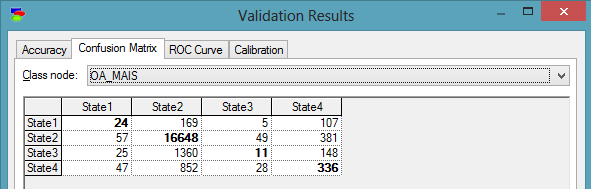 Validation Results
Accuracy Confusion Matrix ROC Curve Calibration
Class node: OA_MAIS
State1 State2 State3 State4
State1 24 169 5 107
State2 57 16648 49 381
State3 25 1360 11 148
State4 47 852 28 336